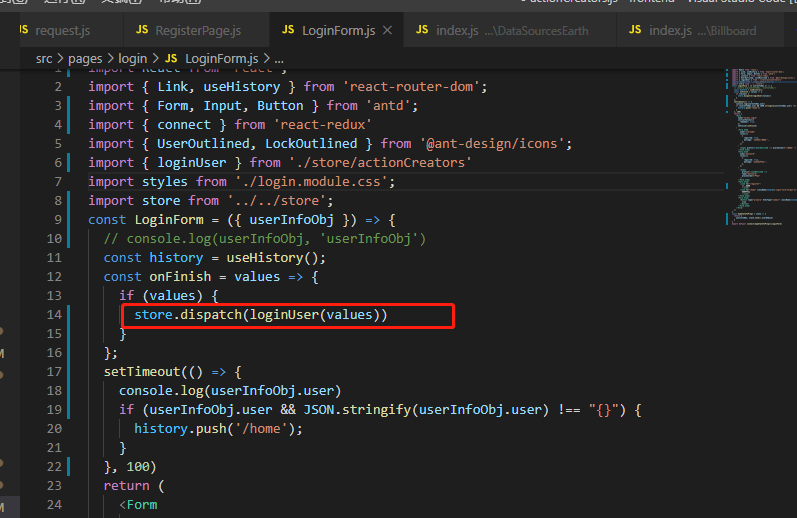 actionCreators.js - frontend - Visual Studio Code [
JS request.js JS RegisterPage.js JS LoginForm.js × JS index.js ...\DataSourcesEarth JS index.js ...\Billboard
src > pages > login > JS LoginForm.js > ...
1 import React from 'react';
2 import { Link, useHistory } from 'react-router-dom';
3 import { Form, Input, Button } from 'antd';
4 import { connect } from 'react-redux'
5 import { UserOutlined, LockOutlined } from '@ant-design/icons';
6 import { loginUser } from './store/actionCreators'
7 import styles from './login.module.css';
8 import store from '../../store';
9 const LoginForm = ({ userInfoObj }) => {
10 // console.log(userInfoObj, 'userInfoObj')
11 const history = useHistory();
12 const onFinish = values => {
13 if (values) {
14 store.dispatch(loginUser(values))
15 }
16 };
17 setTimeout(() => {
18 console.log(userInfoObj.user)
19 if (userInfoObj.user && JSON.stringify(userInfoObj.user) !== "{}") {
20 history.push('/home');
21 }
22 }, 100)
23 return (
24 <Form